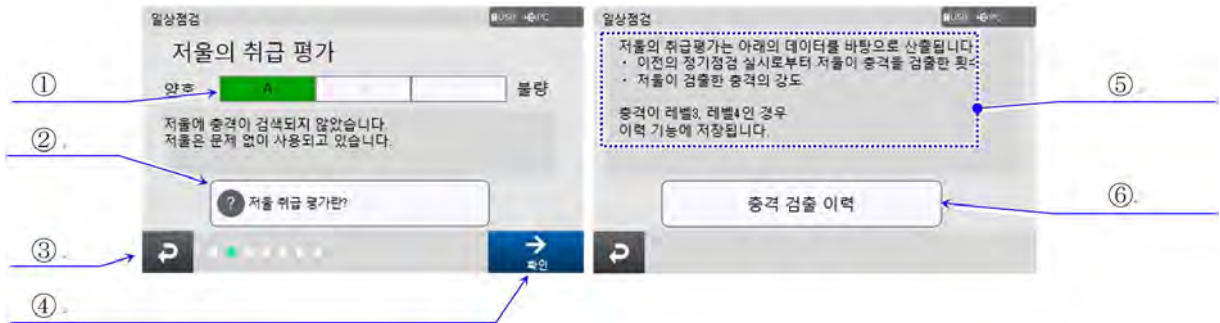 일상점검
USB PC
저울의 취급 평가
양호 A 불량
저울에 충격이 검색되지 않았습니다.
저울은 문제 없이 사용되고 있습니다.
? 저울 취급 평가란?
확인
①
②.
③.
④.
일상점검
USB PC
저울의 취급평가는 아래의 데이터를 바탕으로 산출됩니다
· 이전의 정기점검 실시로부터 저울이 충격을 검출한
· 저울이 검출한 충격의 강도
충격이 레벨3, 레벨4인 경우
이력 기능에 저장됩니다.
충격 검출 이력
⑤.
⑥.